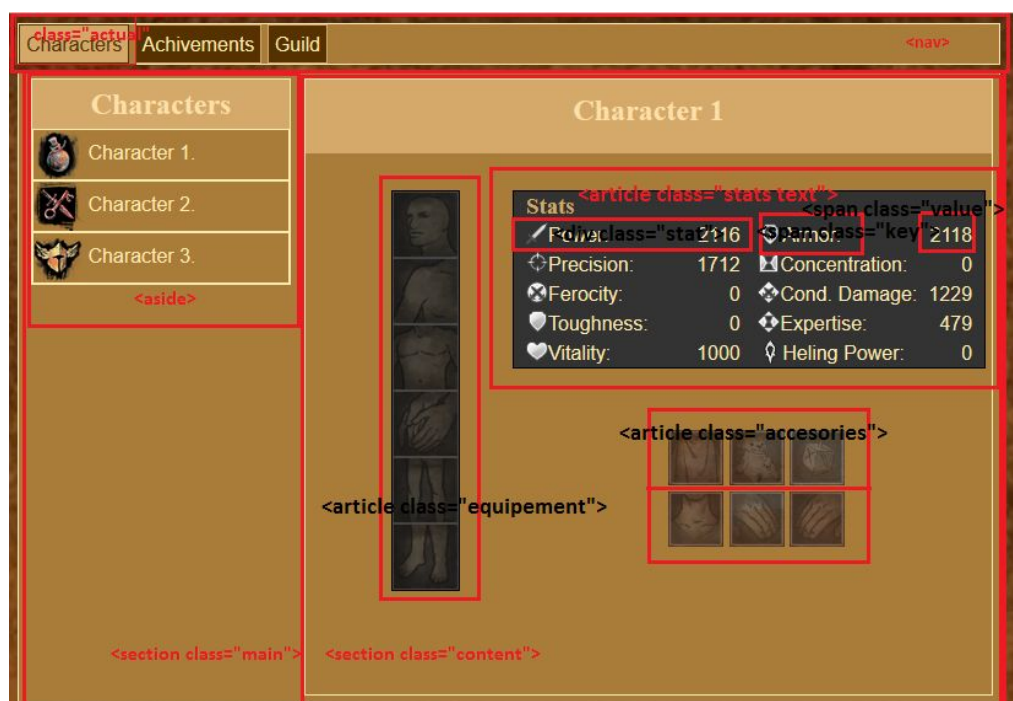 class="actual"
Characters Achivements Guild
<nav>
Characters
Character 1.
Character 2.
Character 3.
<aside>
Character 1
<article class="stats text">
Stats
<span class="value">
<div class="stat">
<span class="key">
Power: 2116 Armor: 2118
Precision: 1712 Concentration: 0
Ferocity: 0 Cond. Damage: 1229
Toughness: 0 Expertise: 479
Vitality: 1000 Heling Power: 0
<article class="accesories">
<article class="equipement">
<section class="main">
<section class="content">